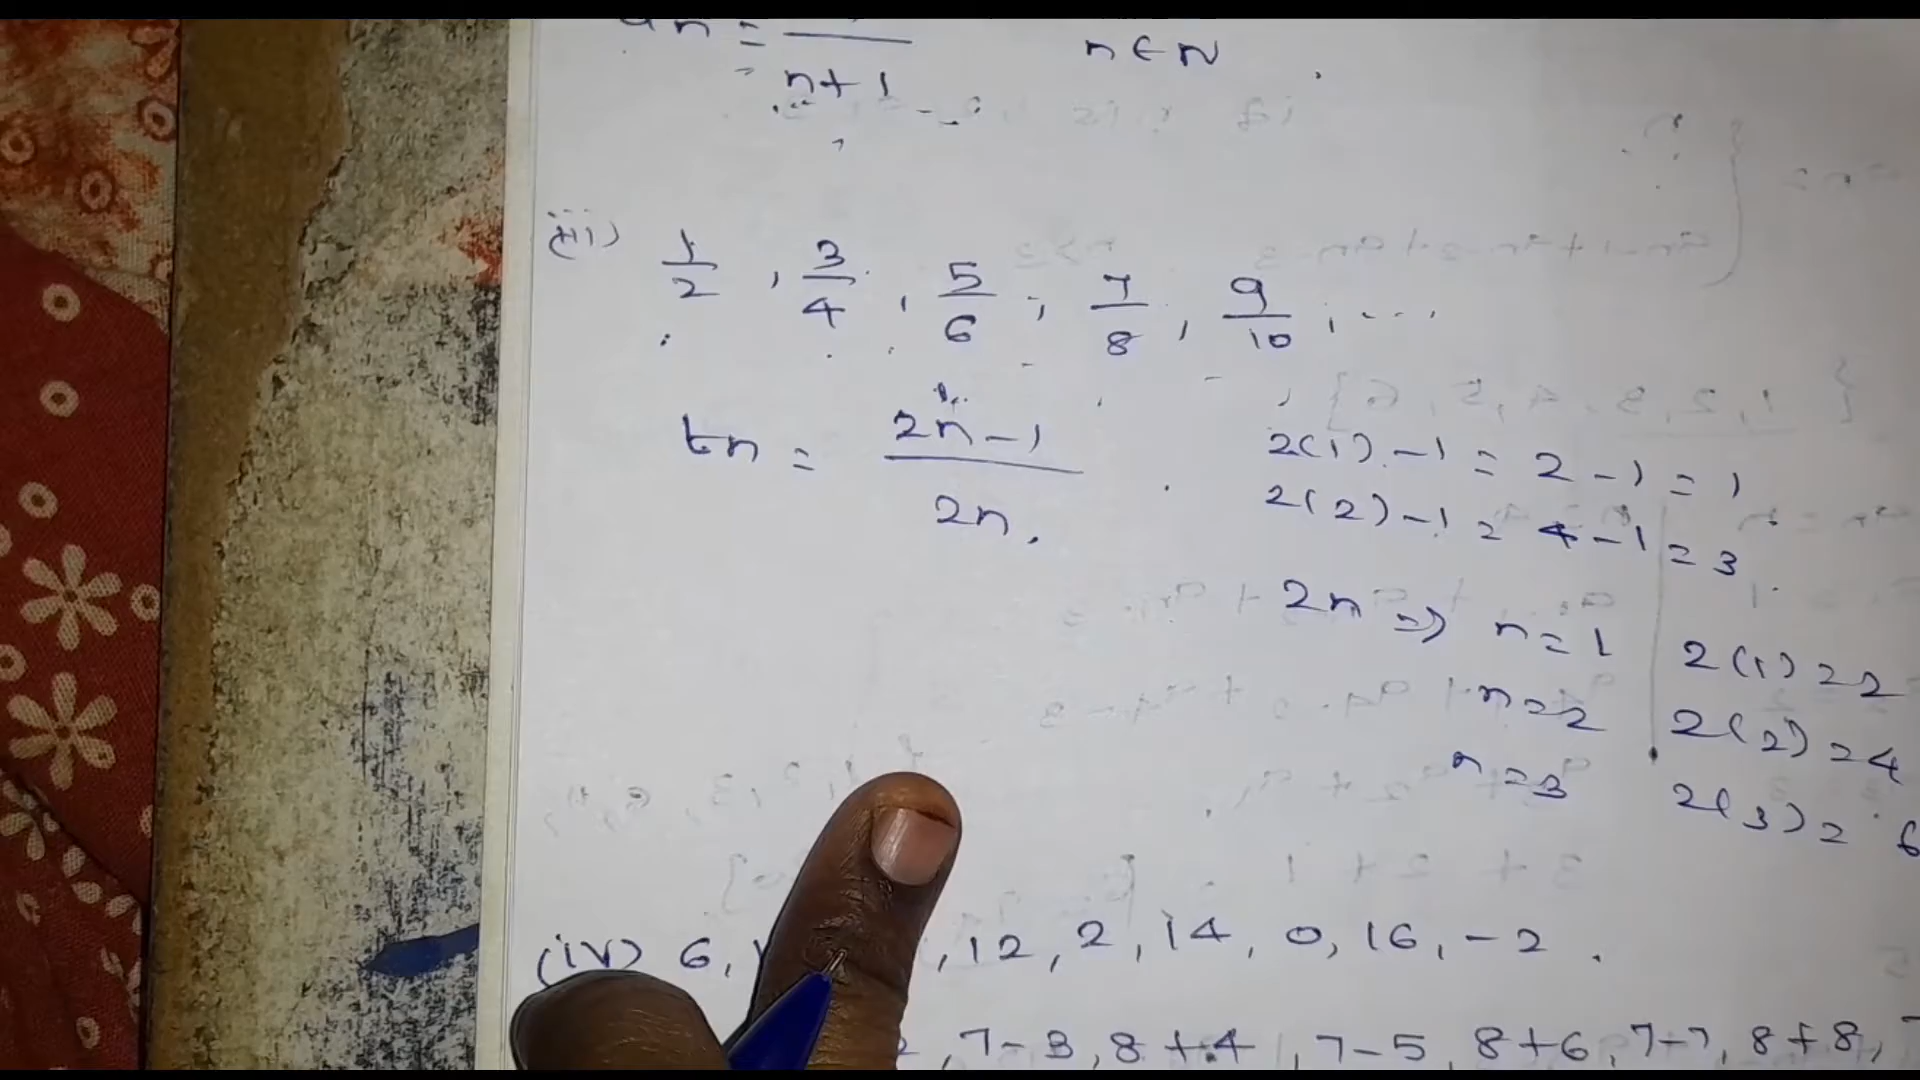 n+1 n ∈ N
(iii) 1/2, 3/4, 5/6, 7/8, 9/10, ...
tn = 2n-1 / 2n.
2(1)-1 = 2-1 = 1
2(2)-1 = 4-1 = 3.
2n ⇒ n=1 2(1)=2
n=2 2(2)=4
n=3 2(3)=6
(iv) 6, , 12, 2, 14, 0, 16, -2.
, 7-3, 8+4, 7-5, 8+6, 7-7, 8+8,